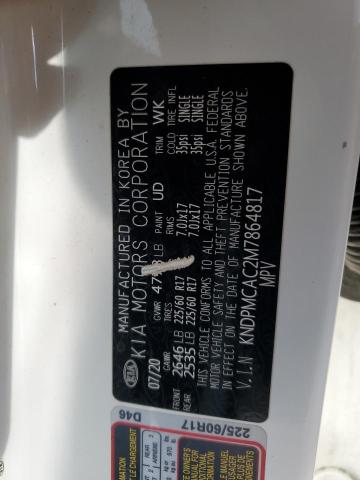 KIA
MANUFACTURED IN KOREA BY
KIA MOTORS CORPORATION
07/20 GVWR LB PAINT UD TRIM WK
GAWR TIRES RIMS COLD TIRE INFL
FRONT 2646 LB 225/60 R17 7.0Jx17 35psi SINGLE
REAR 2535 LB 225/60 R17 7.0Jx17 35psi SINGLE
THIS VEHICLE CONFORMS TO ALL APPLICABLE U.S.A FEDERAL
MOTOR VEHICLE SAFETY AND THEFT PREVENTION STANDARDS
IN EFFECT ON THE DATE OF MANUFACTURE SHOWN ABOVE.
V.I.N KNDPMCAC2M7864817
MPV
D46
225/60R17